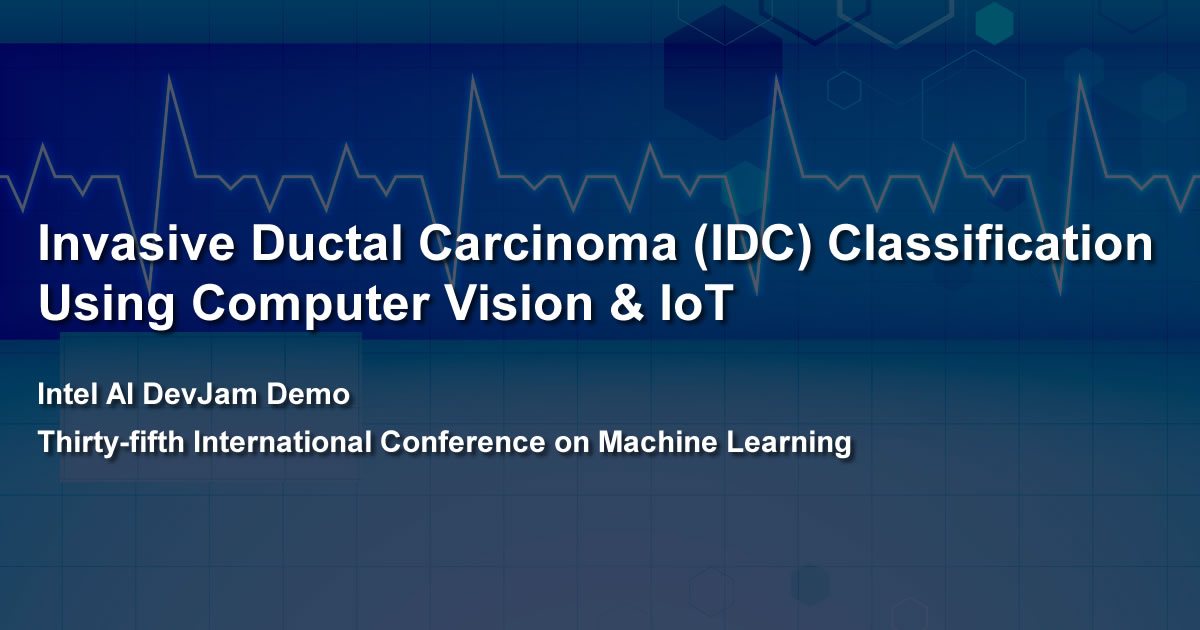 Invasive Ductal Carcinoma (IDC) Classification
Using Computer Vision & IoT
Intel AI DevJam Demo
Thirty-fifth International Conference on Machine Learning